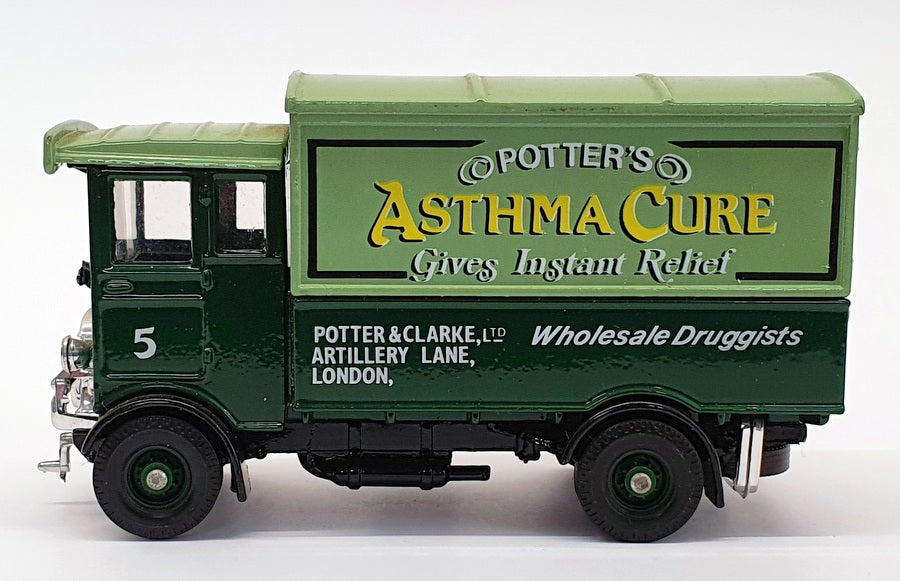 POTTER'S
ASTHMA CURE
Gives Instant Relief
5
POTTER & CLARKE, LTD
ARTILLERY LANE,
LONDON,
Wholesale Druggists